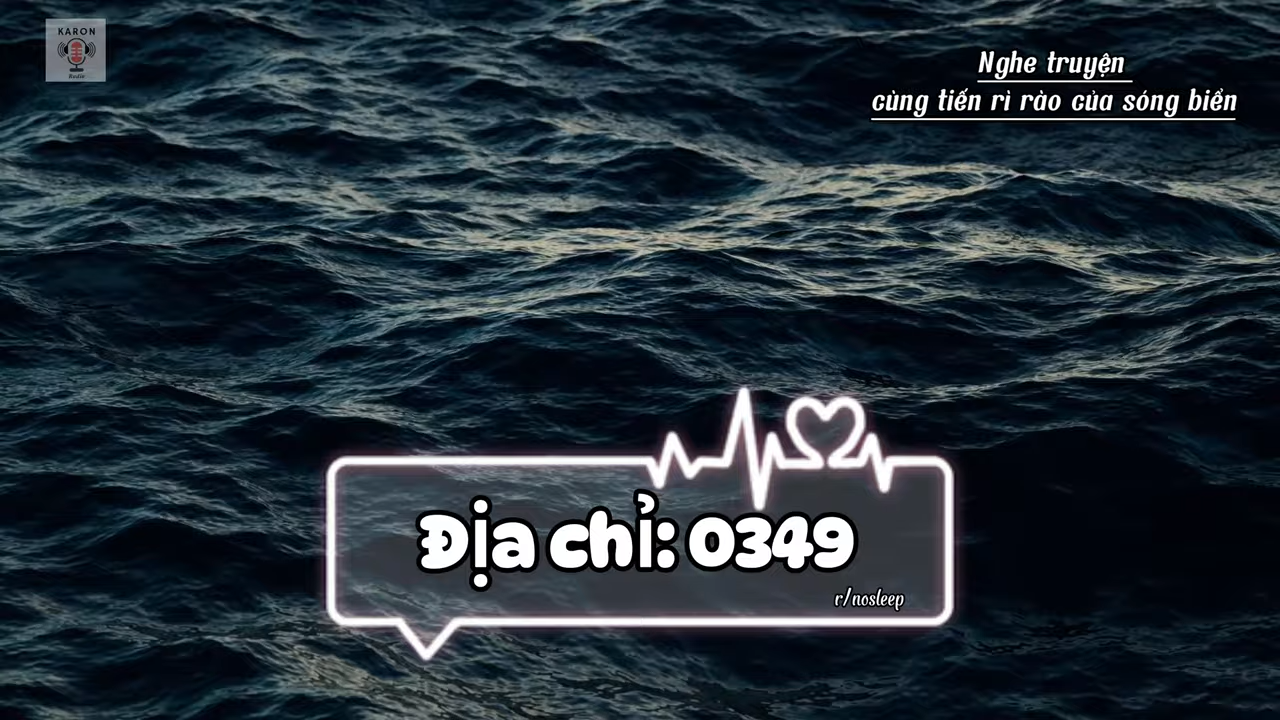 KARON
Radio
Nghe truyện
cùng tiến rì rào của sóng biển
Địa chỉ: 0349
r/nosleep